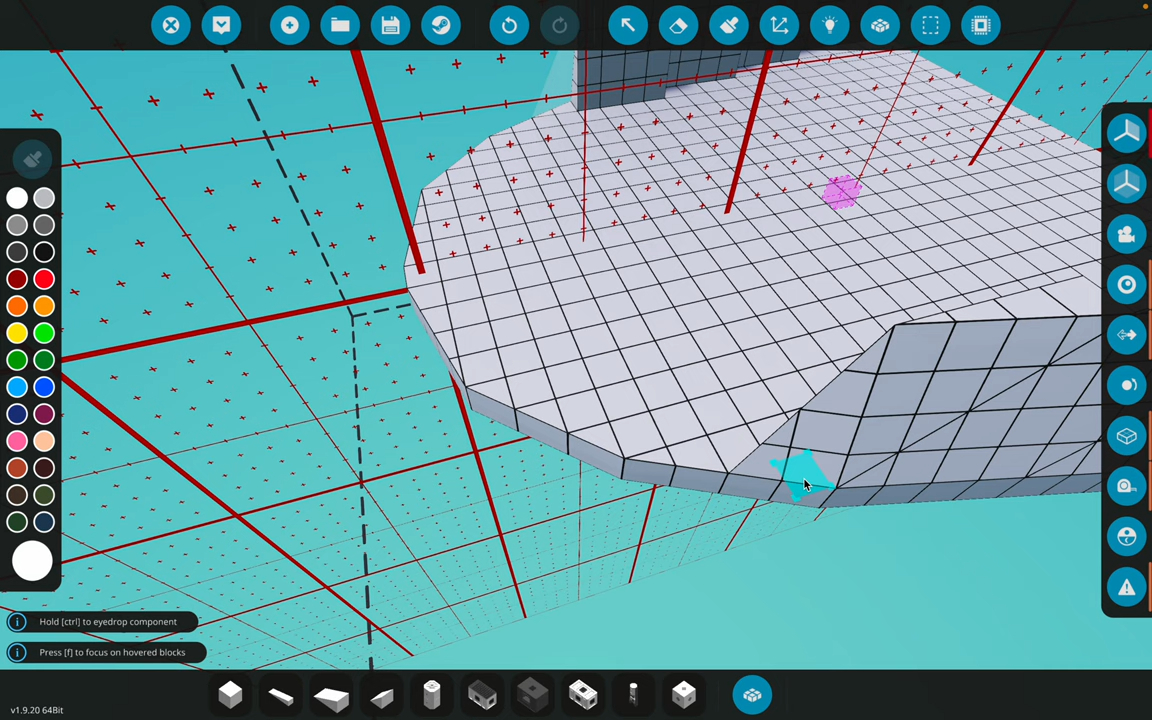 Hold [ctrl] to eyedrop component
Press [f] to focus on hovered blocks
v1.9.20 64Bit